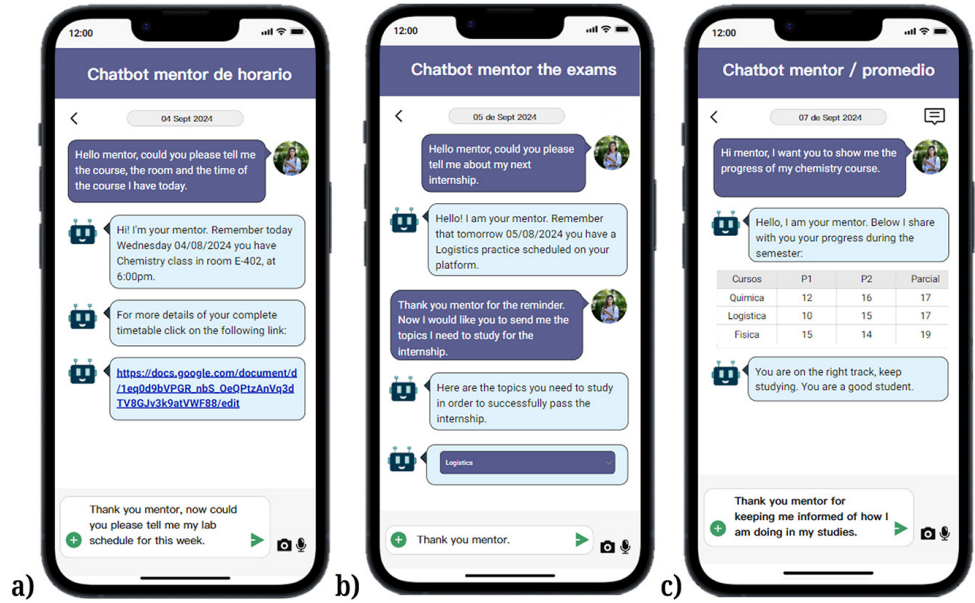 12:00
Chatbot mentor de horario
04 Sept 2024
Hello mentor, could you please tell me
the course, the room and the time of
the course I have today.
Hi! I'm your mentor. Remember today
Wednesday 04/08/2024 you have
Chemistry class in room E-402, at
6:00pm.
For more details of your complete
timetable click on the following link:
https://docs.google.com/document/d
/1eq0d9bVPGR_nbS_OeQPtzAnVq3d
TV8GJv3k9atVWF88/edit
Thank you mentor, now could
you please tell me my lab
schedule for this week.
a)
12:00
Chatbot mentor the exams
05 de Sept 2024
Hello mentor, could you please
tell me about my next
internship.
Hello! I am your mentor. Remember
that tomorrow 05/08/2024 you have a
Logistics practice scheduled on your
platform.
Thank you mentor for the reminder.
Now I would like you to send me the
topics I need to study for the
internship.
Here are the topics you need to study
in order to successfully pass the
internship.
Logistics
Thank you mentor.
b)
12:00
Chatbot mentor / promedio
07 de Sept 2024
Hi mentor, I want you to show me the
progress of my chemistry course.
Hello, I am your mentor. Below I share
with you your progress during the
semester:
Cursos P1 P2 Parcial
Quimica 12 16 17
Logistica 10 15 17
Fisica 15 14 19
You are on the right track, keep
studying. You are a good student.
Thank you mentor for
keeping me informed of how I
am doing in my studies.
c)